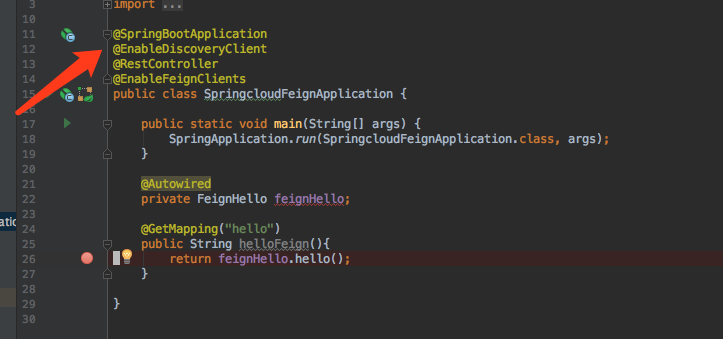 3 import ...
10
11 @SpringBootApplication
12 @EnableDiscoveryClient
13 @RestController
14 @EnableFeignClients
15 public class SpringcloudFeignApplication {
16
17 public static void main(String[] args) {
18 SpringApplication.run(SpringcloudFeignApplication.class, args);
19 }
20
21 @Autowired
22 private FeignHello feignHello;
23
24 @GetMapping("hello")
25 public String helloFeign(){
26 return feignHello.hello();
27 }
28
29 }
30